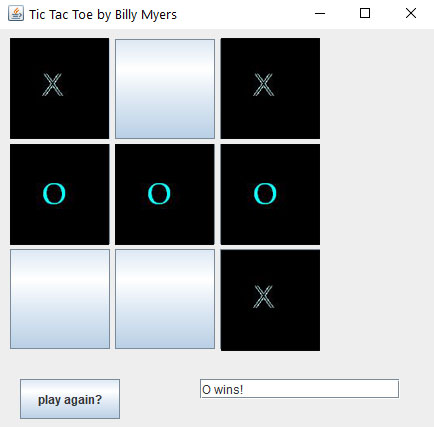 Tic Tac Toe by Billy Myers
X X
O O O
X
play again?
O wins!